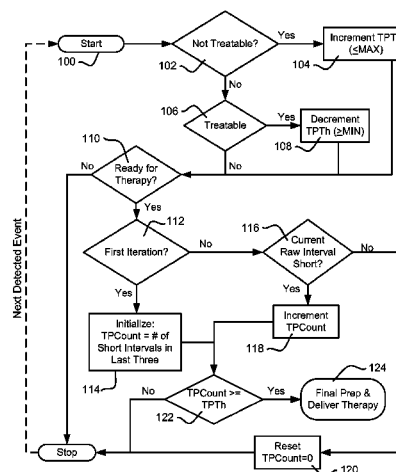 Start
100
Not Treatable?
102
Yes
Increment TPT
(≤MAX)
104
No
106
Treatable
Yes
Decrement
TPTh (≥MIN)
108
No
110
Ready for
Therapy?
No
Yes
112
First Iteration?
No
116
Current
Raw Interval
Short?
No
Yes
Yes
Initialize:
TPCount = # of
Short Intervals in
Last Three
114
Increment
TPCount
118
TPCount >=
TPTh
122
No
Yes
124
Final Prep &
Deliver Therapy
Stop
Reset
TPCount=0
120
Next Detected Event